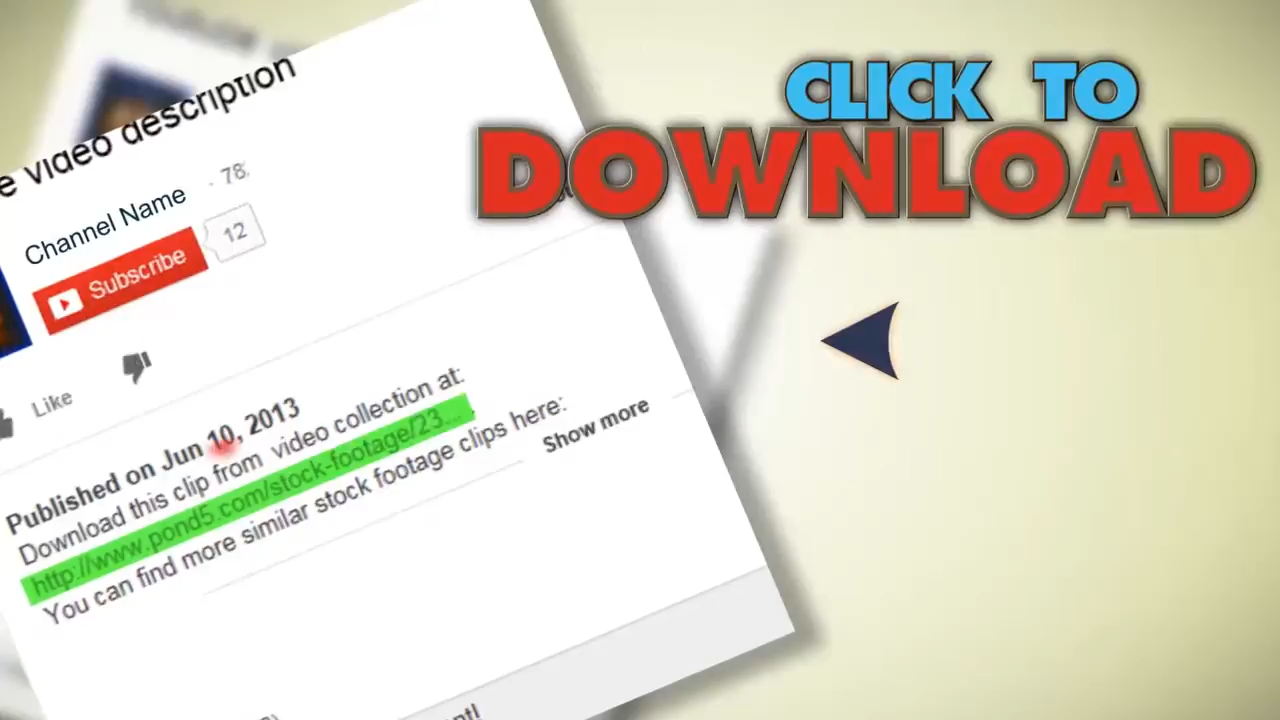 CLICK TO
DOWNLOAD
e video description
Channel Name
78
Subscribe
12
Like
Published on Jun 10, 2013
Download this clip from video collection at:
http://www.pond5.com/stock-footage/23...
You can find more similar stock footage clips here:
Show more